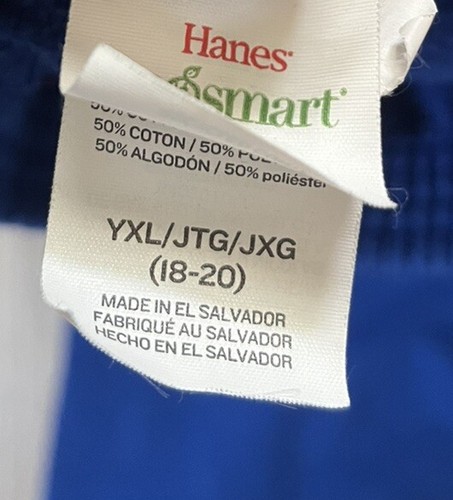 Hanes
smart
50% COTON / 50%
50% ALGODÓN / 50% poliéster
YXL/JTG/JXG
(18-20)
MADE IN EL SALVADOR
FABRIQUÉ AU SALVADOR
HECHO EN EL SALVADOR